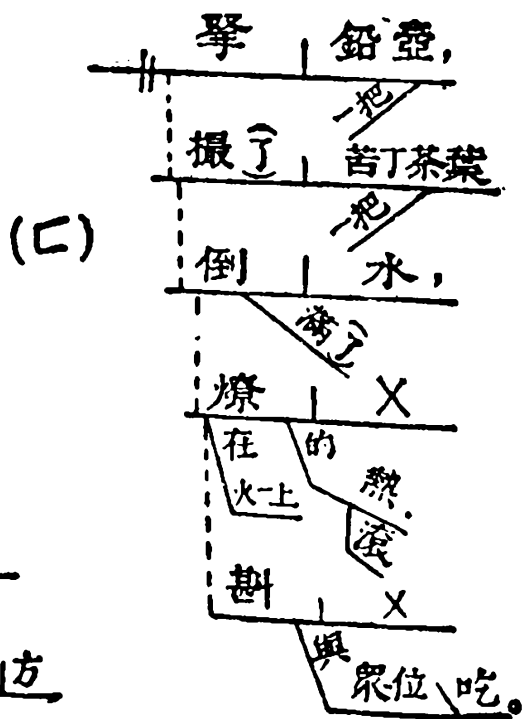 拏 鉛壺，
一把
撮(了) 苦丁茶葉
一把
(ㄈ)
倒 水，
滿(了)
燎 X
在 的
火-上 熱.
滾
斟 X
與
方 眾-位 吃。